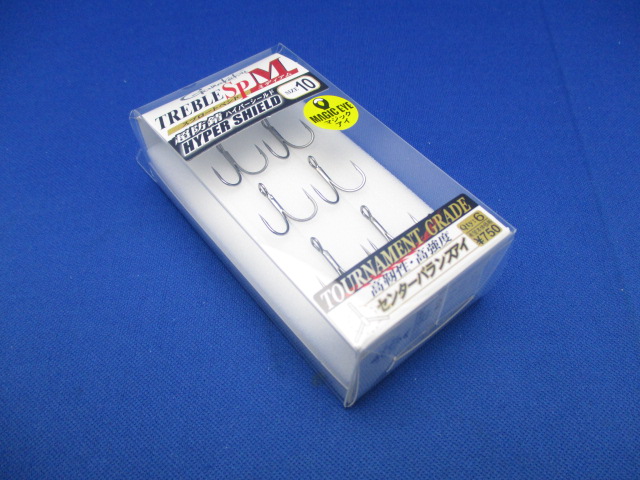 TREBLE SP M
SIZE 10
超防錆 ハイパーシールド
HYPER SHIELD
MAGIC EYE
マジック
アイ
TOURNAMENT GRADE
高靭性・高強度
センターバランスアイ
QTY: 6
¥750